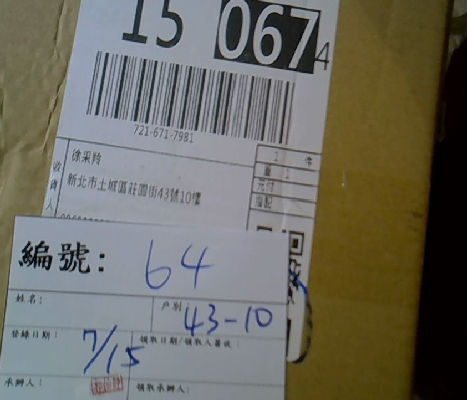 15 067 4
721-671-7981
收件人
徐采羚
新北市土城區莊園街43號10樓
編號: 64
姓名:
戶別 43-10
登錄日期: 7/15
領取日期/領取人簽收:
承辦人:
領取承辦人: